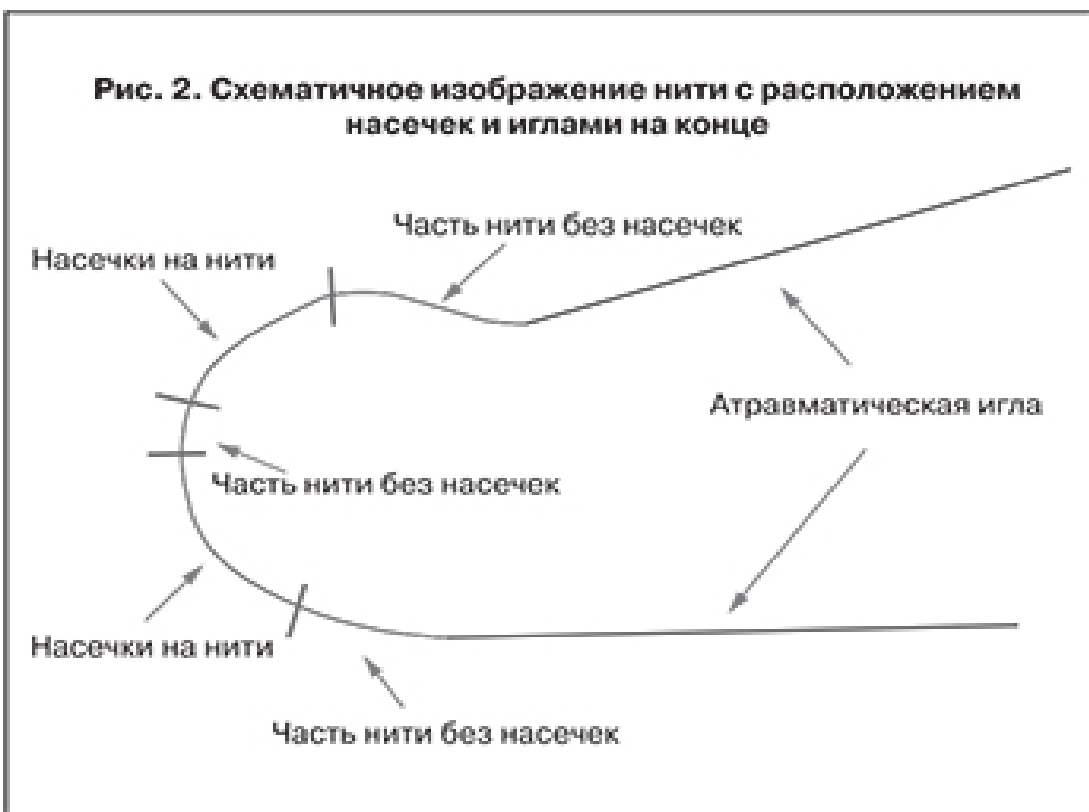 Рис. 2. Схематичное изображение нити с расположением
насечек и иглами на конце
Часть нити без насечек
Насечки на нити
Атравматическая игла
Часть нити без насечек
Насечки на нити
Часть нити без насечек